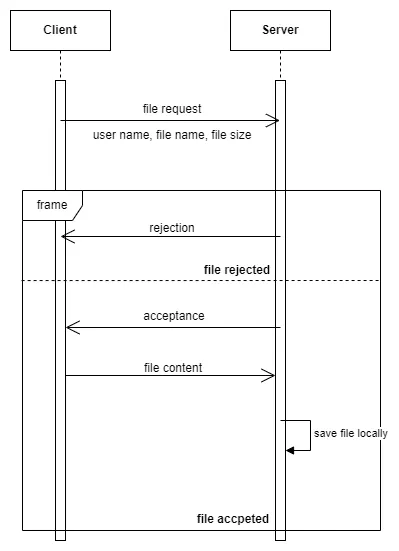 Client
Server
file request
user name, file name, file size
frame
rejection
file rejected
acceptance
file content
save file locally
file accpeted